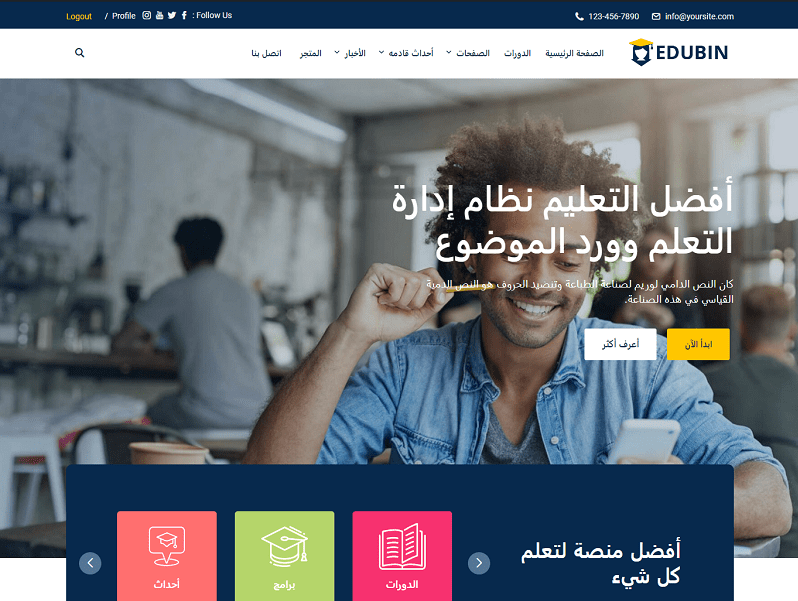 123-456-7890
info@yoursite.com
Follow Us :
Profile /
Logout
EDUBIN
الصفحة الرئيسية
الدورات
الصفحات
أحداث قادمه
الأخبار
المتجر
اتصل بنا
أفضل التعليم نظام إدارة
التعلم وورد الموضوع
كان النص الدامي لوريم لصناعة الطباعة وتنضيد الحروف هو النص الدمية
القياسي في هذه الصناعة.
ابدأ الآن
أعرف أكثر
أفضل منصة لتعلم
كل شيء
الدورات
برامج
أحداث